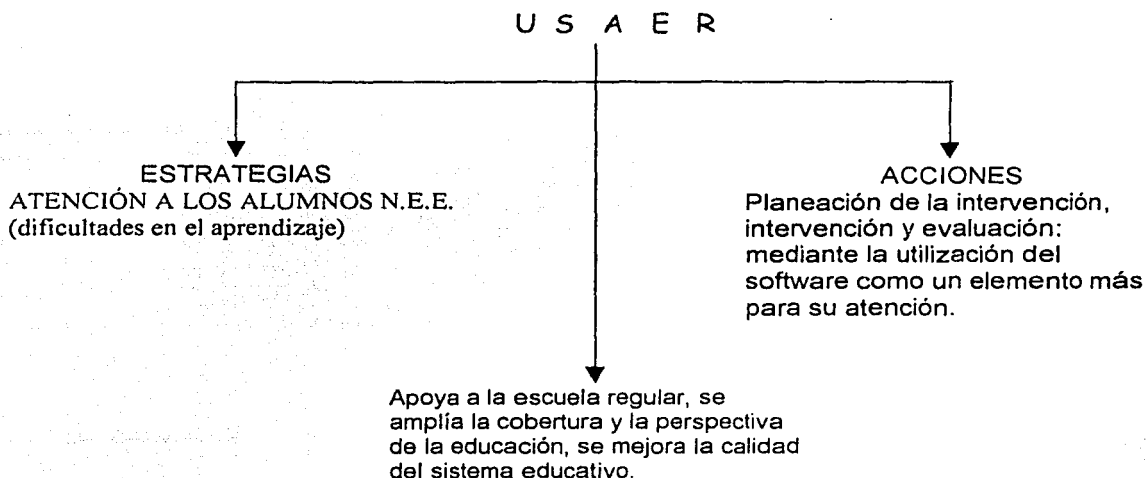 U S A E R
ESTRATEGIAS
ATENCIÓN A LOS ALUMNOS N.E.E.
(dificultades en el aprendizaje)
ACCIONES
Planeación de la intervención,
intervención y evaluación:
mediante la utilización del
software como un elemento más
para su atención.
Apoya a la escuela regular, se
amplía la cobertura y la perspectiva
de la educación, se mejora la calidad
del sistema educativo.